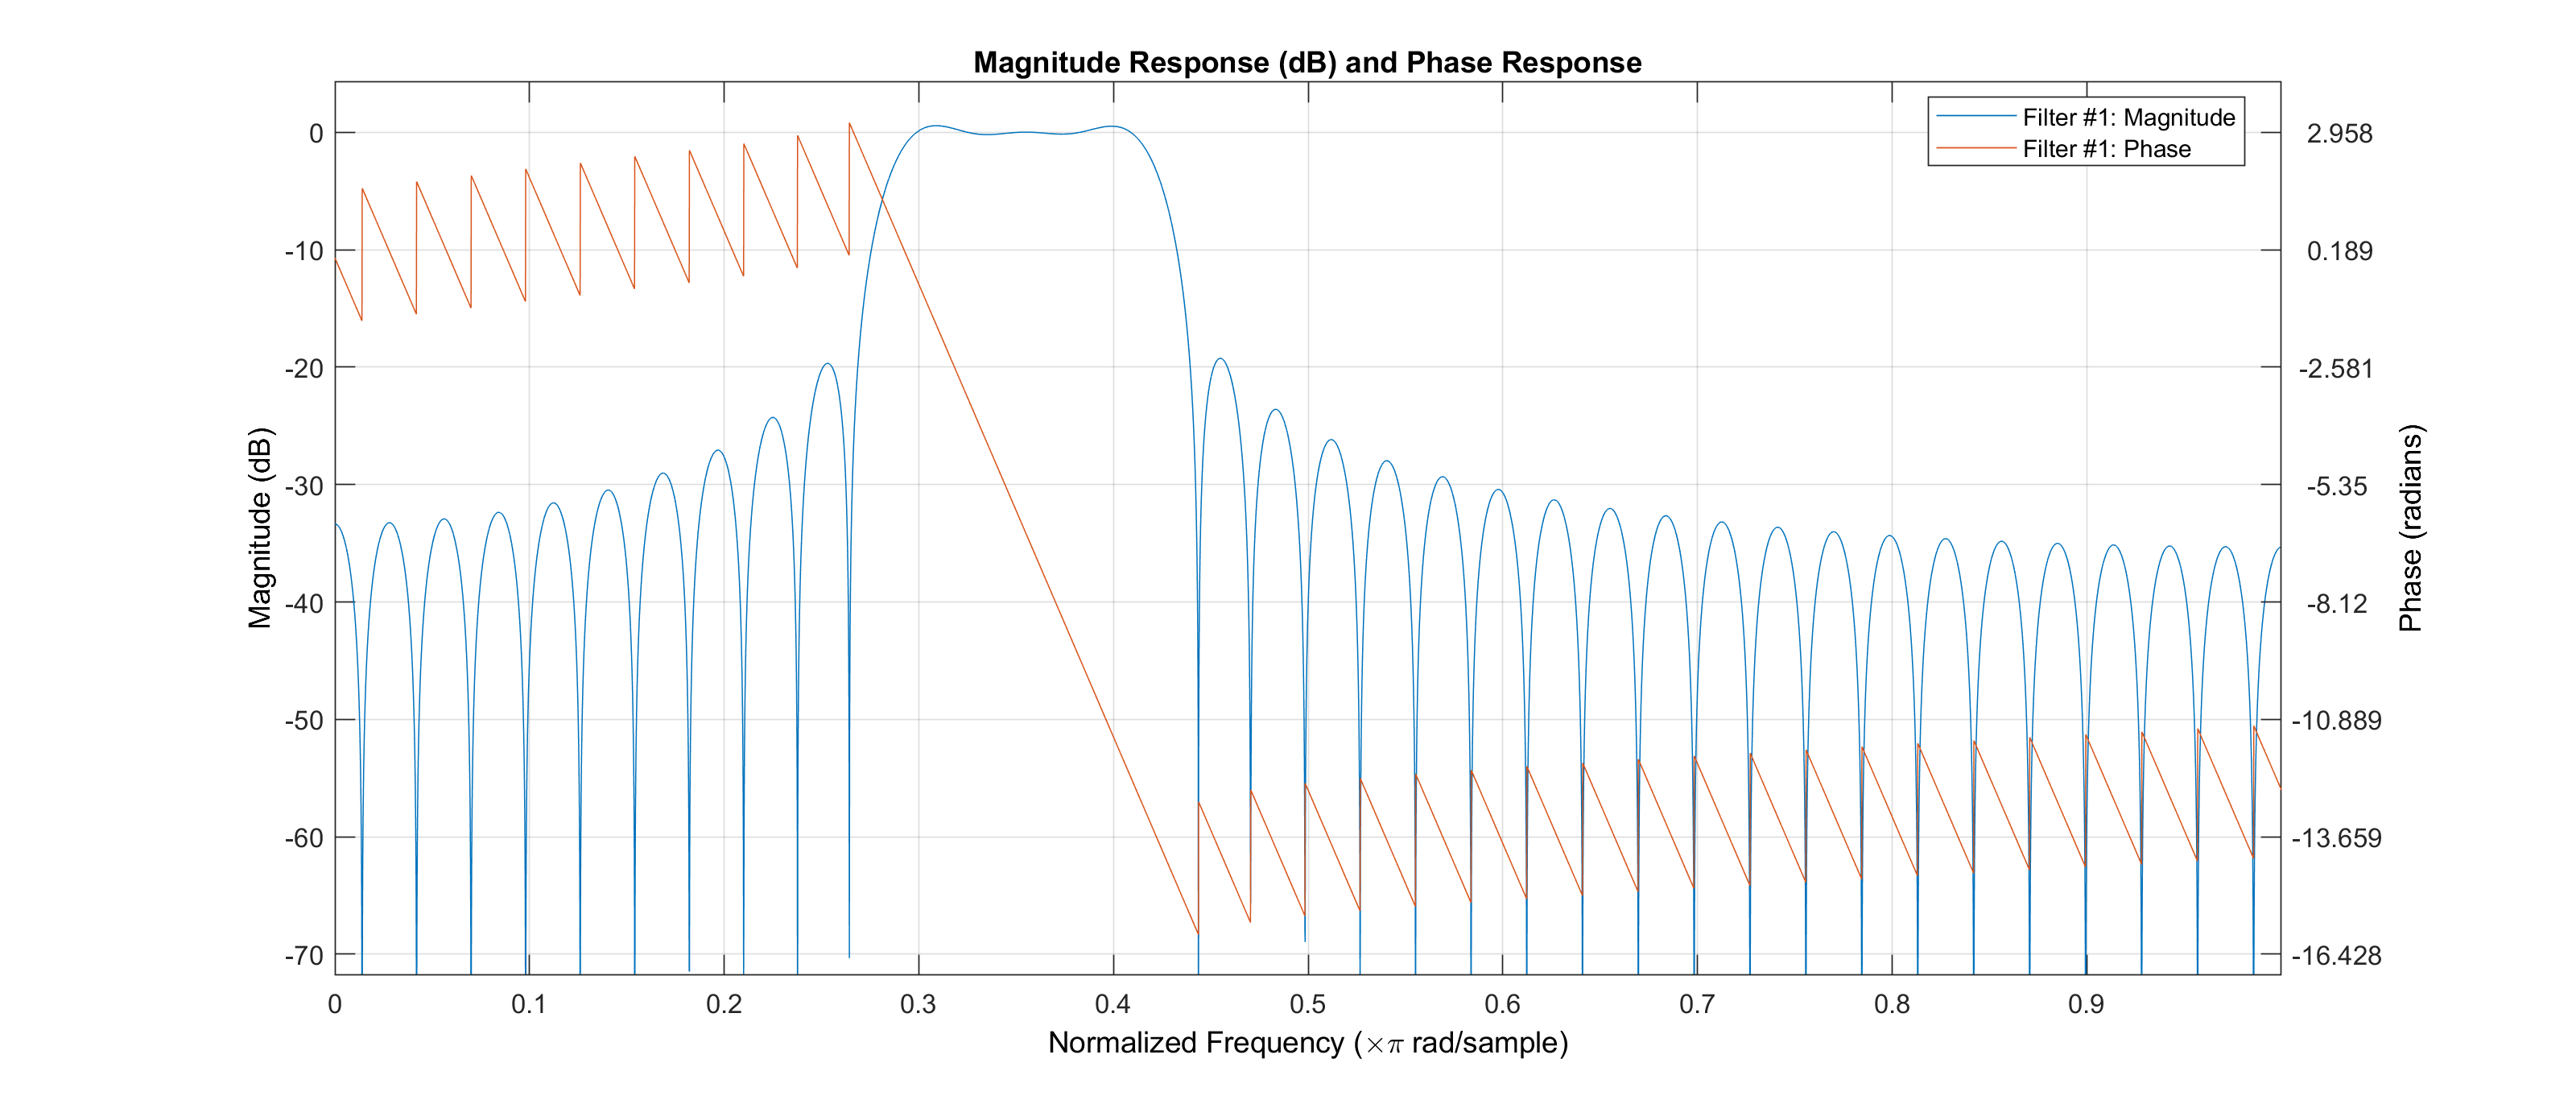 Magnitude Response (dB) and Phase Response
Filter #1: Magnitude
Filter #1: Phase
0
-10
-20
-30
-40
-50
-60
-70
Magnitude (dB)
2.958
0.189
-2.581
-5.35
-8.12
-10.889
-13.659
-16.428
Phase (radians)
0 0.1 0.2 0.3 0.4 0.5 0.6 0.7 0.8 0.9
Normalized Frequency (×π rad/sample)